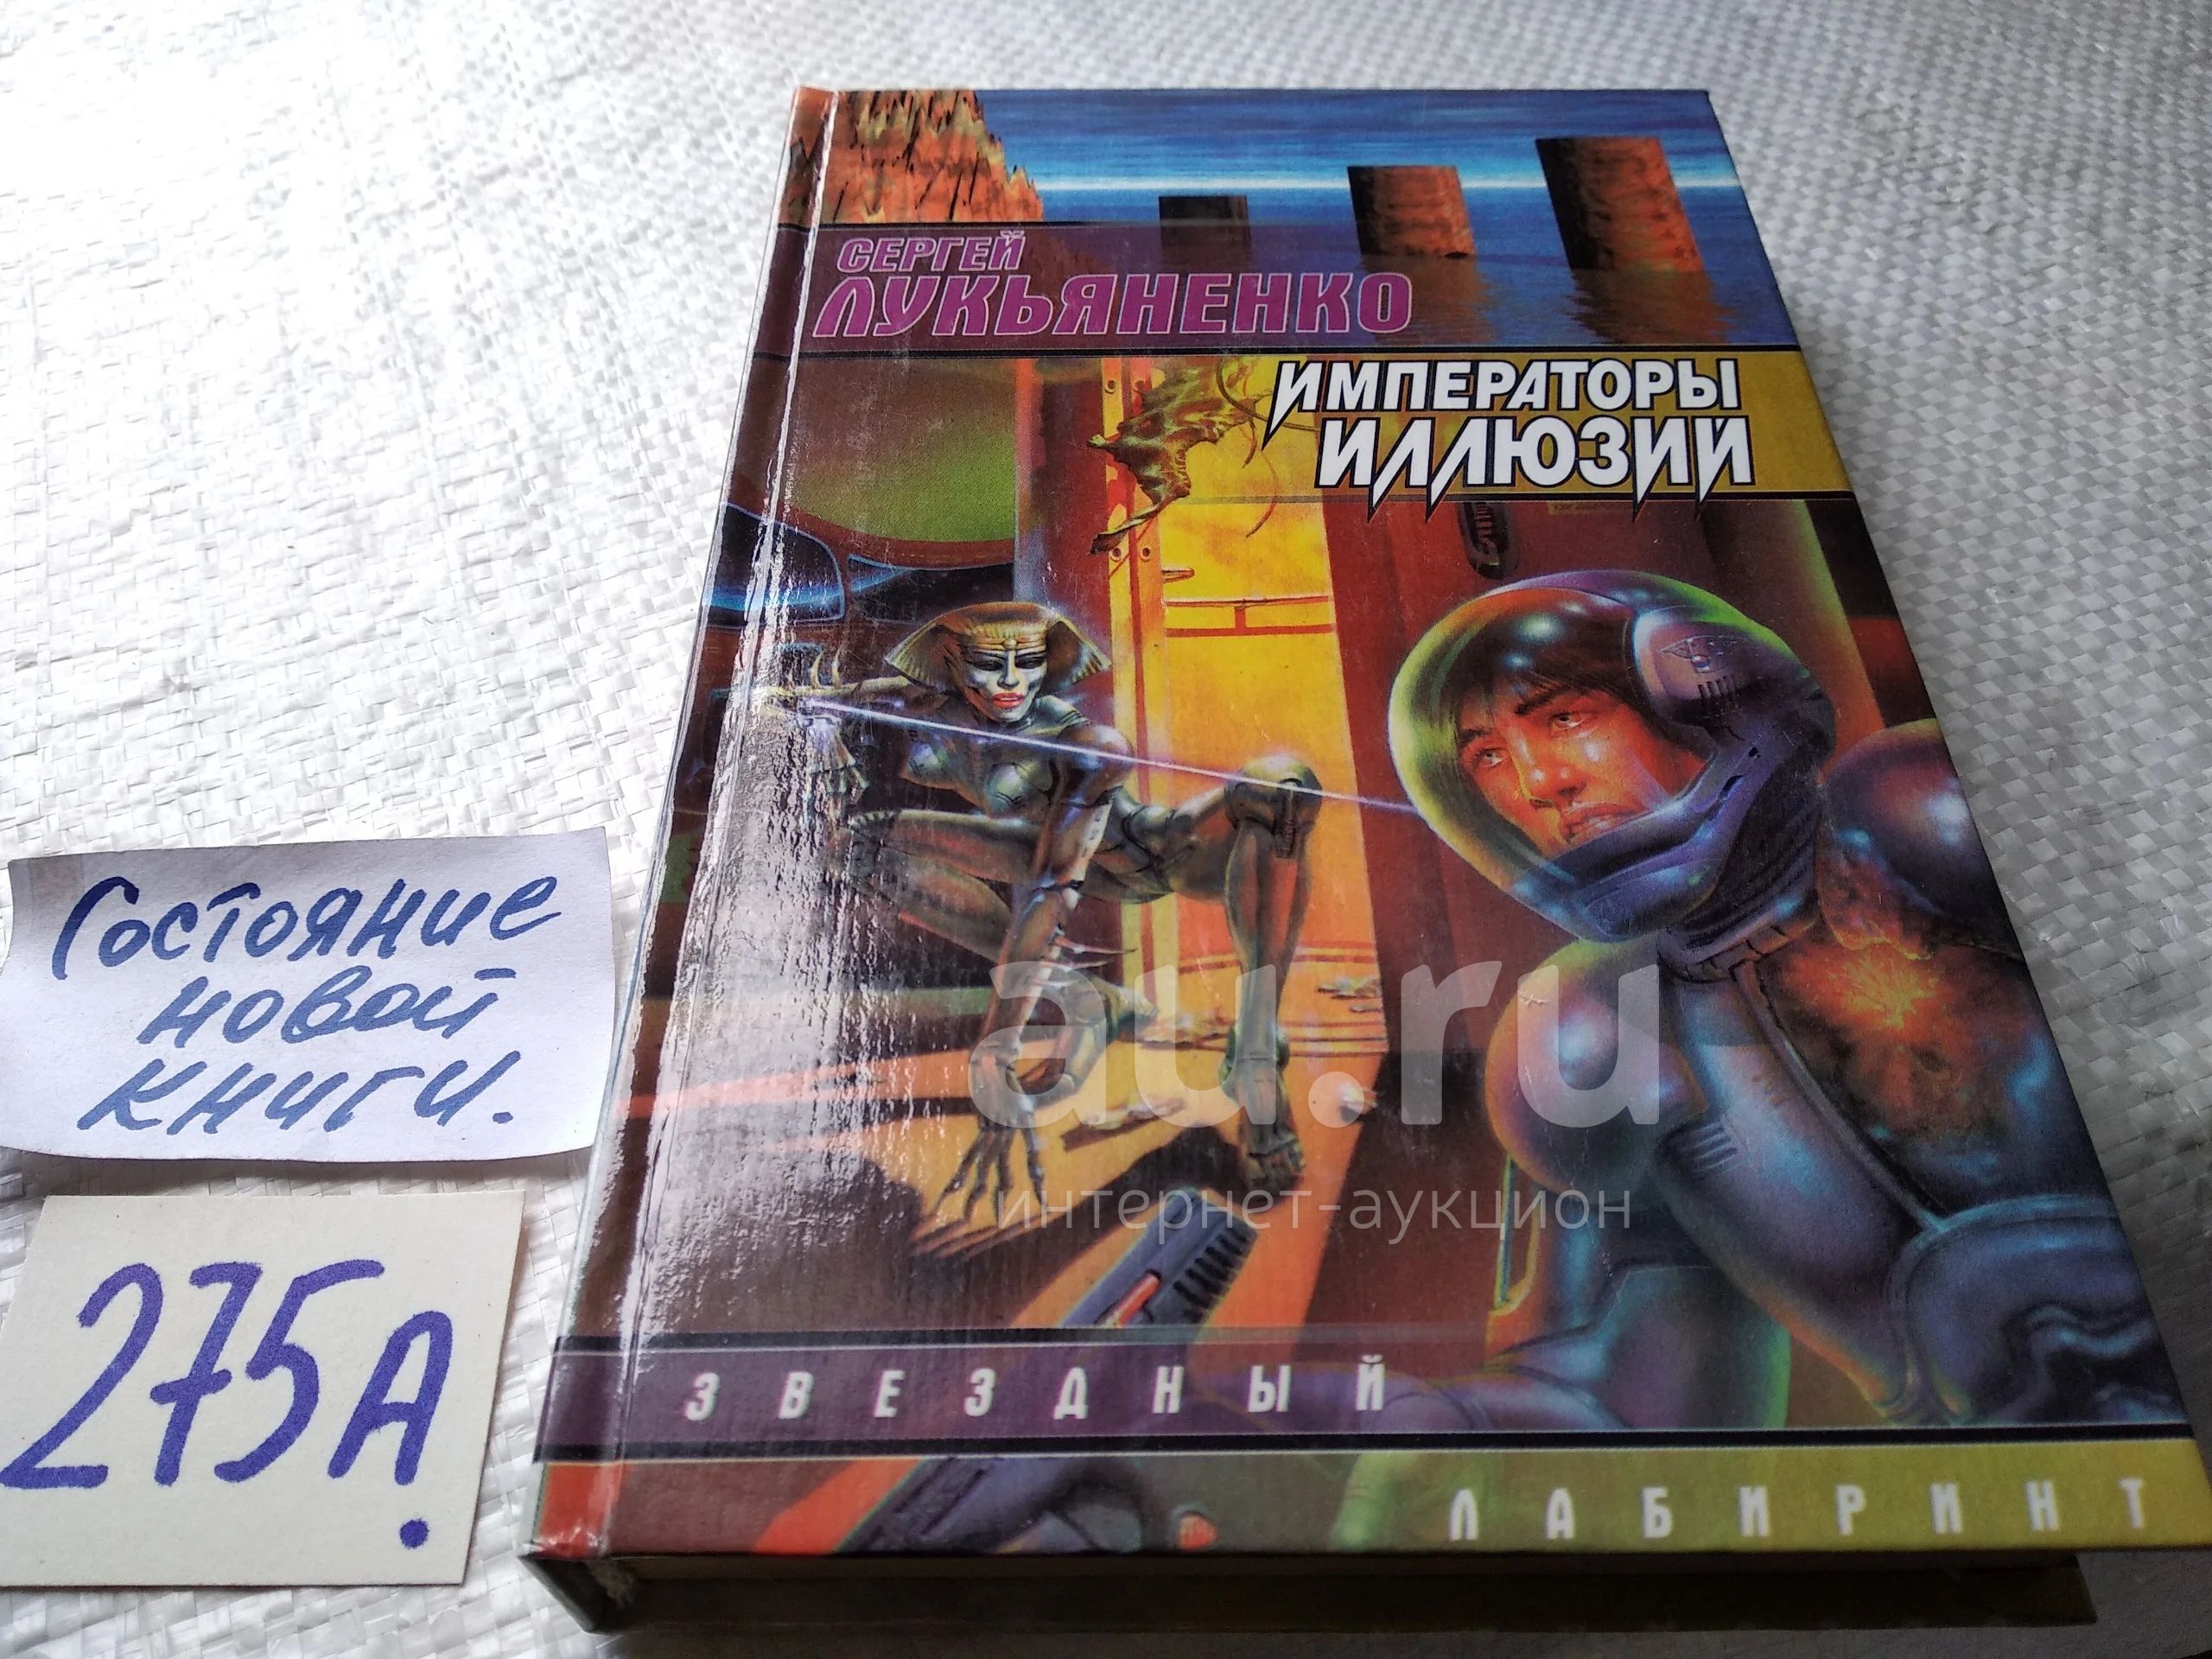 СЕРГЕЙ
ЛУКЬЯНЕНКО
ИМПЕРАТОРЫ
ИЛЛЮЗИЙ
Состояние
новой
книги.
275А.
au.ru
интернет-аукцион
ЗВЕЗДНЫЙ
ЛАБИРИНТ